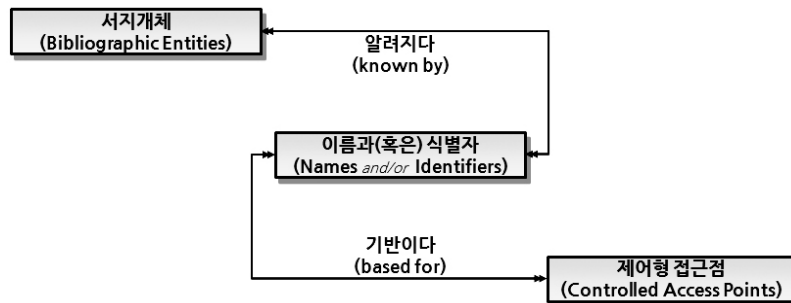 서지개체
(Bibliographic Entities)
알려지다
(known by)
이름과(혹은) 식별자
(Names and/or Identifiers)
기반이다
(based for)
제어형 접근점
(Controlled Access Points)